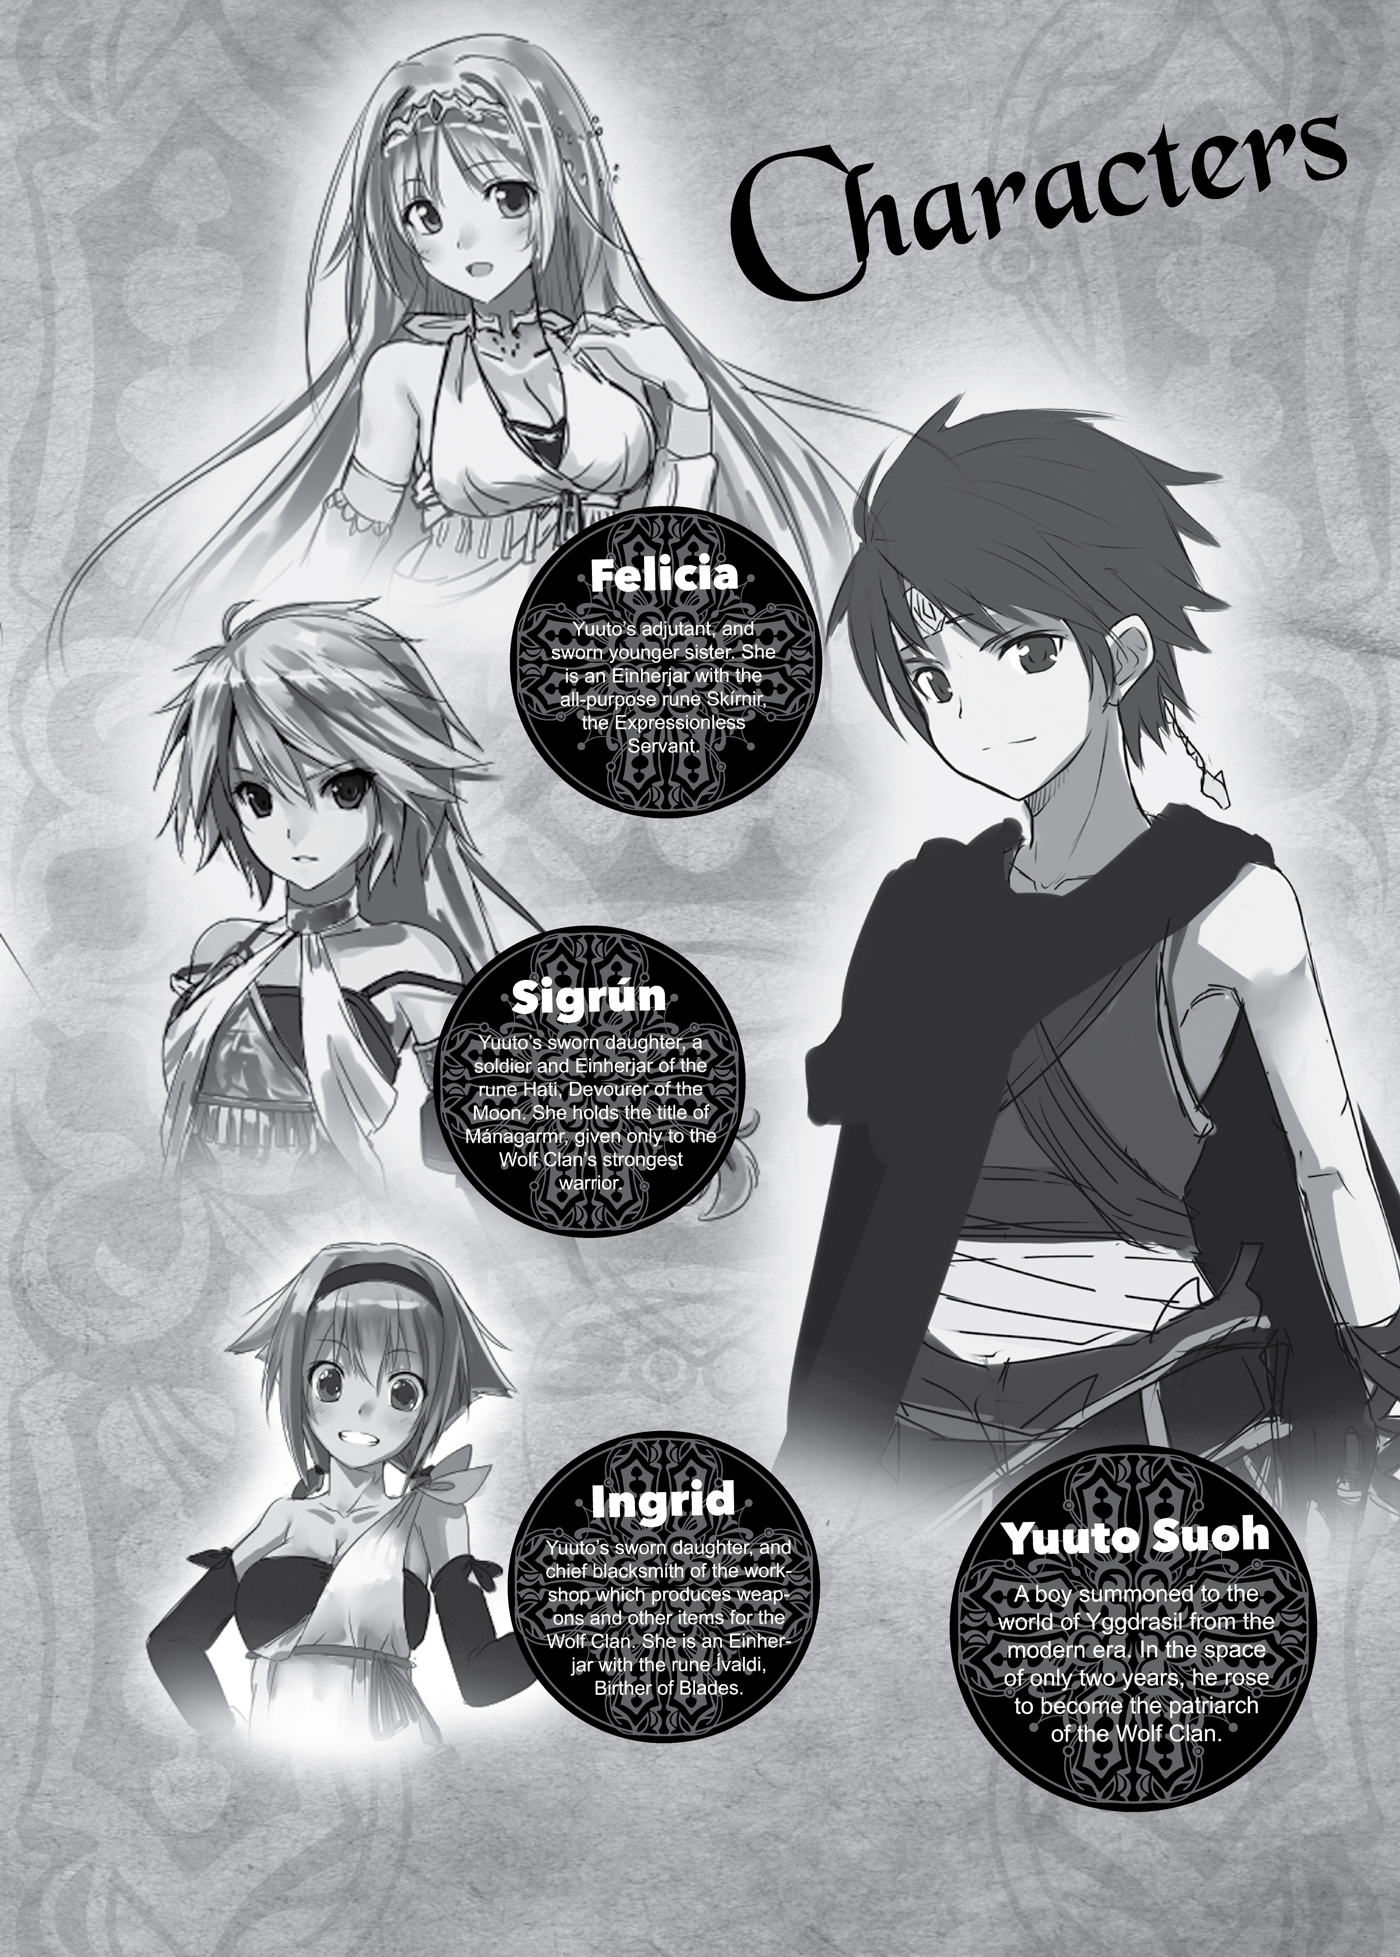 Characters
Felicia
Yuuto's adjutant, and
sworn younger sister. She
is an Einherjar with the
all-purpose rune Skírnir,
the Expressionless
Servant.
Sigrún
Yuuto's sworn daughter, a
soldier and Einherjar of the
rune Hati, Devourer of the
Moon. She holds the title of
Mánagarmr, given only to the
Wolf Clan's strongest
warrior.
Ingrid
Yuuto's sworn daughter, and
chief blacksmith of the work-
shop which produces weap-
ons and other items for the
Wolf Clan. She is an Einher-
jar with the rune Ívaldi,
Birther of Blades.
Yuuto Suoh
A boy summoned to the
world of Yggdrasil from the
modern era. In the space
of only two years, he rose
to become the patriarch
of the Wolf Clan.